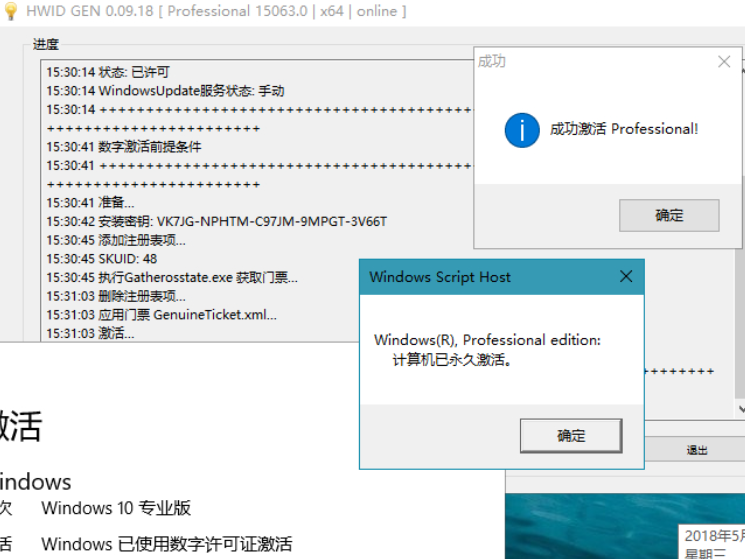 HWID GEN 0.09.18 [ Professional 15063.0 | x64 | online ]
进度
15:30:14 状态: 已许可
15:30:14 WindowsUpdate服务状态: 手动
15:30:14 +++++++++++++++++++++++++++++++++++++++++
+++++++++++++++++++++++
15:30:41 数字激活前提条件
15:30:41 +++++++++++++++++++++++++++++++++++++++++
+++++++++++++++++++++++
15:30:41 准备...
15:30:42 安装密钥: VK7JG-NPHTM-C97JM-9MPGT-3V66T
15:30:45 添加注册表项...
15:30:45 SKUID: 48
15:30:45 执行Gatherosstate.exe 获取门票...
15:31:03 删除注册表项...
15:31:03 应用门票 GenuineTicket.xml...
15:31:03 激活...
成功
成功激活 Professional!
确定
Windows Script Host
Windows(R), Professional edition:
计算机已永久激活。
确定
++++++++
退出
激活
indows
次 Windows 10 专业版
活 Windows 已使用数字许可证激活
2018年5月
星期三